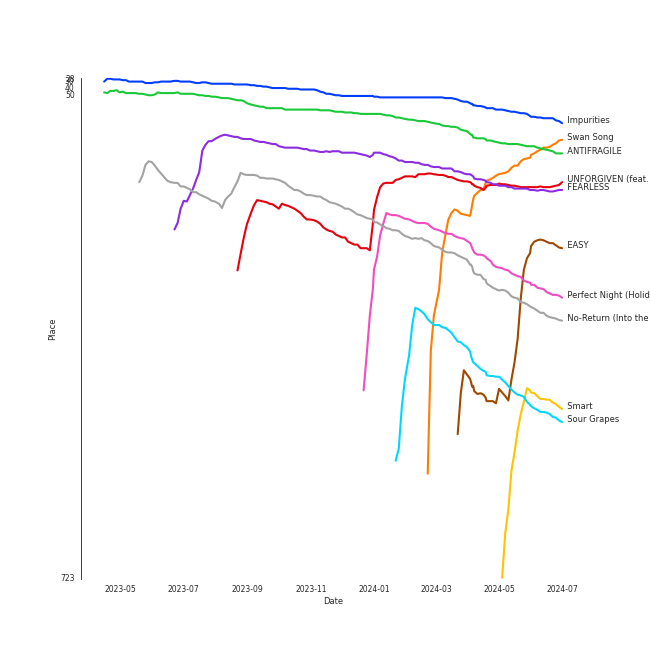 50
Impurities
Swan Song
ANTIFRAGILE
UNFORGIVEN (feat.
FEARLESS
EASY
Perfect Night (Holid
No-Return (Into the
Smart
Sour Grapes
Place
723
2023-05 2023-07 2023-09 2023-11 2024-01 2024-03 2024-05 2024-07
Date